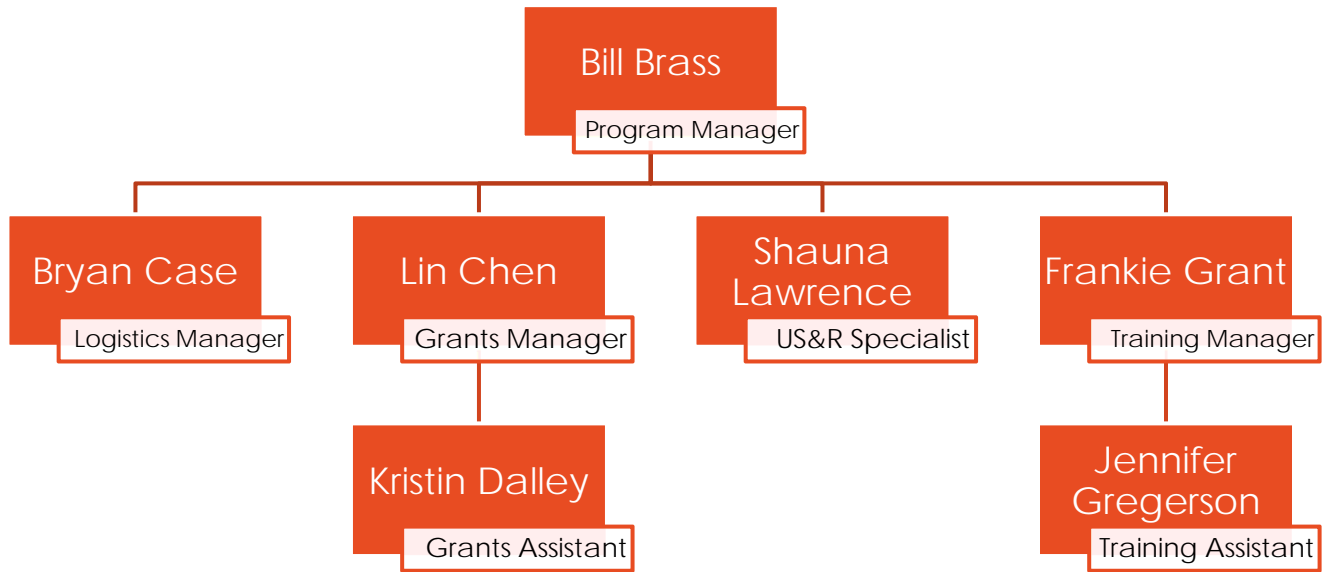 Bill Brass
Program Manager
Bryan Case
Logistics Manager
Lin Chen
Grants Manager
Shauna
Lawrence
US&R Specialist
Frankie Grant
Training Manager
Kristin Dalley
Grants Assistant
Jennifer
Gregerson
Training Assistant